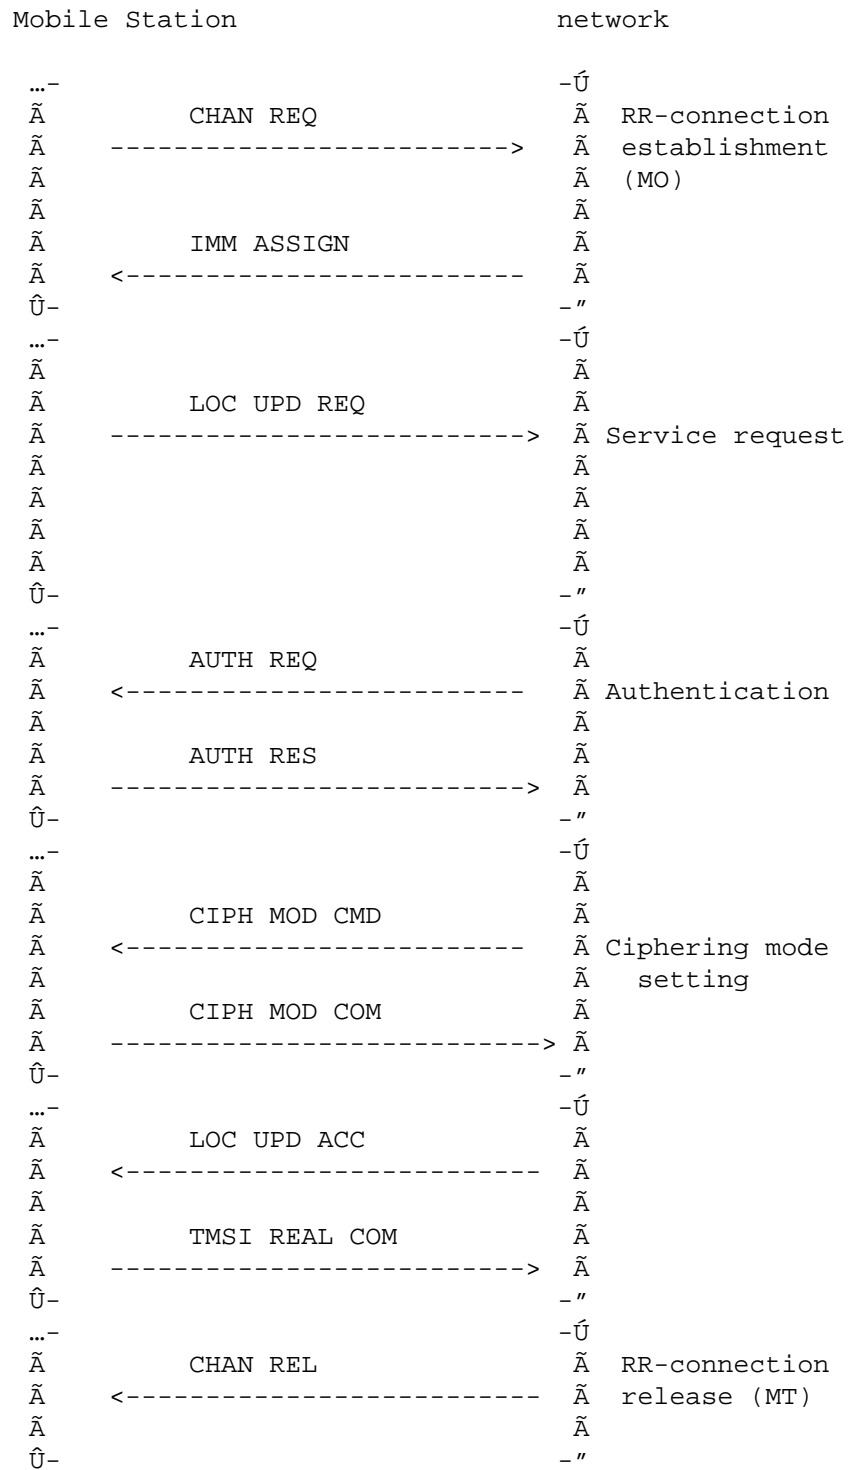 Mobile Station                    network

 …-                               -Ú
 Ã         CHAN REQ                Ã  RR-connection
 Ã    ------------------------->   Ã  establishment
 Ã                                 Ã  (MO)
 Ã                                 Ã
 Ã         IMM ASSIGN              Ã
 Ã    <-------------------------   Ã
 Û-                               -"
 …-                               -Ú
 Ã                                 Ã
 Ã         LOC UPD REQ             Ã
 Ã    -------------------------->  Ã Service request
 Ã                                 Ã
 Ã                                 Ã
 Ã                                 Ã
 Ã                                 Ã
 Û-                               -"
 …-                               -Ú
 Ã         AUTH REQ                Ã
 Ã    <-------------------------   Ã Authentication
 Ã                                 Ã
 Ã         AUTH RES                Ã
 Ã    -------------------------->  Ã
 Û-                               -"
 …-                               -Ú
 Ã                                 Ã
 Ã         CIPH MOD CMD            Ã
 Ã    <-------------------------   Ã Ciphering mode
 Ã                                 Ã   setting
 Ã         CIPH MOD COM            Ã
 Ã    ---------------------------> Ã
 Û-                               -"
 …-                               -Ú
 Ã         LOC UPD ACC             Ã
 Ã    <--------------------------  Ã
 Ã                                 Ã
 Ã         TMSI REAL COM           Ã
 Ã    -------------------------->  Ã
 Û-                               -"
 …-                               -Ú
 Ã         CHAN REL                Ã  RR-connection
 Ã    <--------------------------  Ã  release (MT)
 Ã                                 Ã
 Û-                               -"